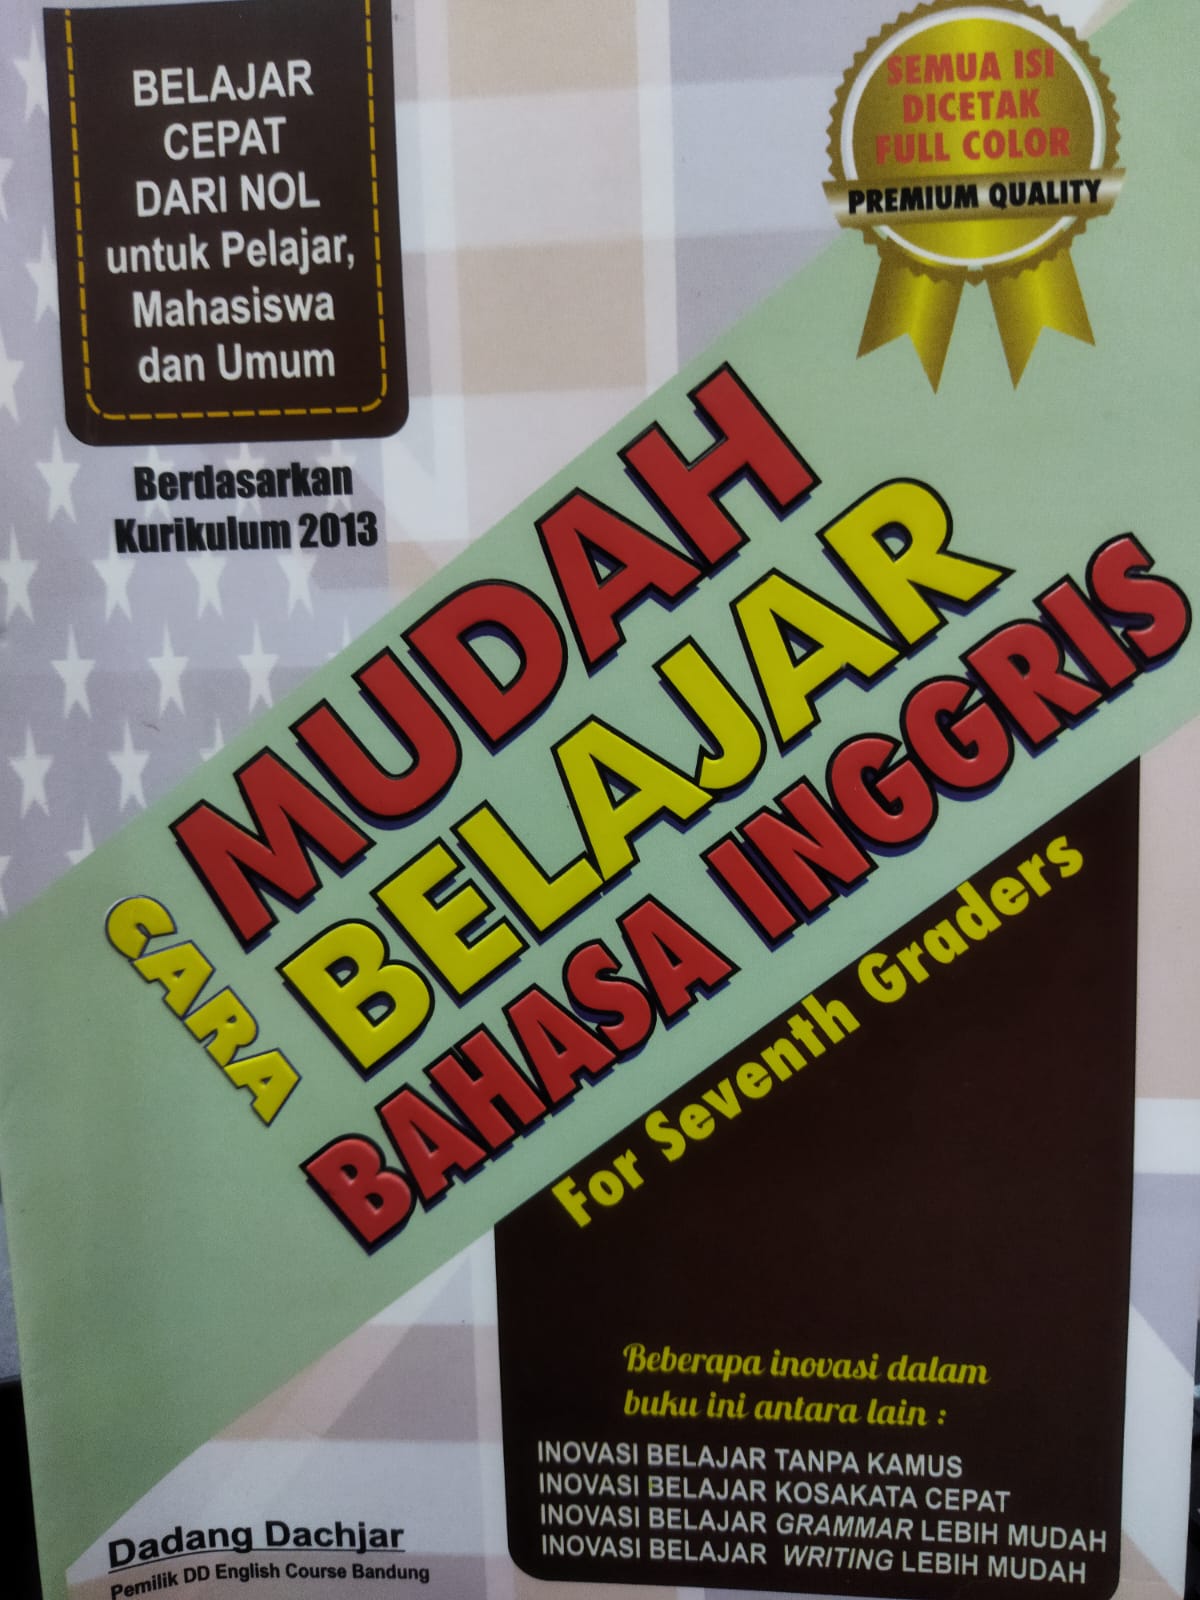 BELAJAR
CEPAT
DARI NOL
untuk Pelajar,
Mahasiswa
dan Umum
SEMUA ISI
DICETAK
FULL COLOR
PREMIUM QUALITY
Berdasarkan
Kurikulum 2013
CARA
MUDAH
BELAJAR
BAHASA INGGRIS
For Seventh Graders
Beberapa inovasi dalam
buku ini antara lain :
INOVASI BELAJAR TANPA KAMUS
INOVASI BELAJAR KOSAKATA CEPAT
INOVASI BELAJAR GRAMMAR LEBIH MUDAH
INOVASI BELAJAR WRITING LEBIH MUDAH
Dadang Dachjar
Pemilik DD English Course Bandung